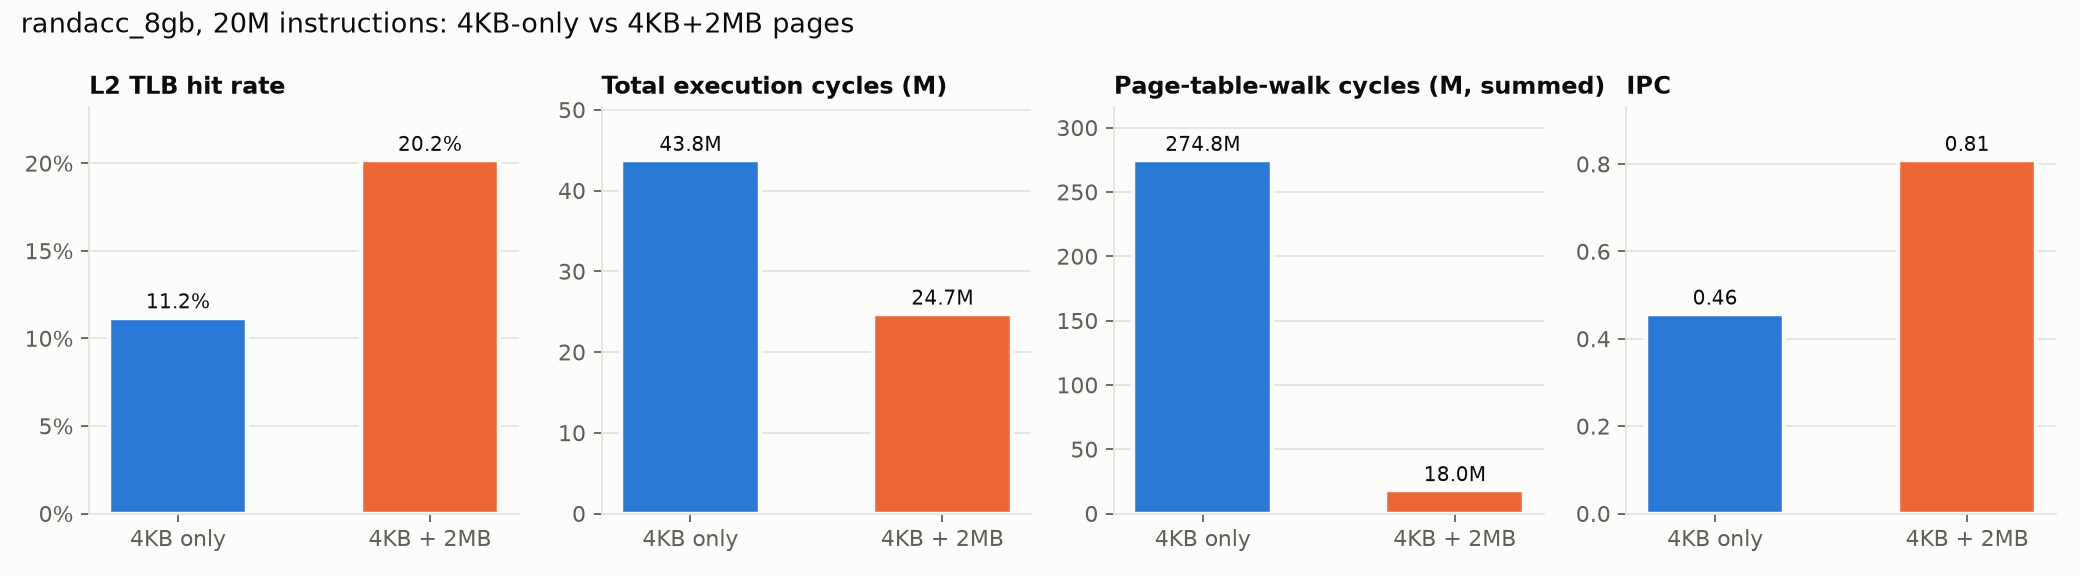 randacc_8gb, 20M instructions: 4KB-only vs 4KB+2MB pages
L2 TLB hit rate
20%
15%
10%
5%
0%
11.2%
20.2%
4KB only
4KB + 2MB
Total execution cycles (M)
50
40
30
20
10
0
43.8M
24.7M
4KB only
4KB + 2MB
Page-table-walk cycles (M, summed)
300
250
200
150
100
50
0
274.8M
18.0M
4KB only
4KB + 2MB
IPC
0.8
0.6
0.4
0.2
0.0
0.46
0.81
4KB only
4KB + 2MB